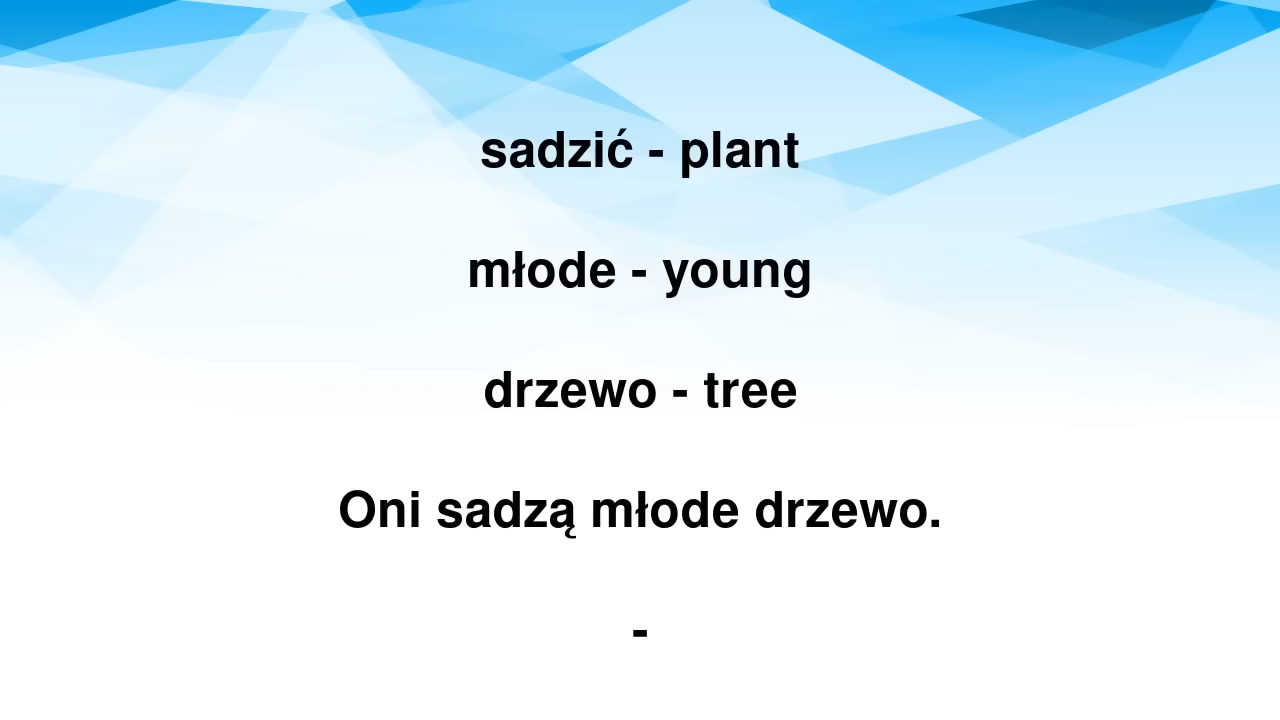 sadzić - plant
młode - young
drzewo - tree
Oni sadzą młode drzewo.
-